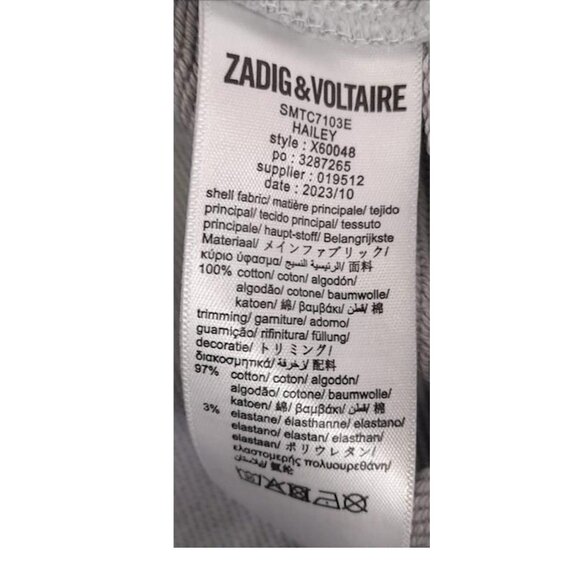 ZADIG&VOLTAIRE
SMTC7103E
HAILEY
style : X60048
po : 3287265
supplier : 019512
date : 2023/10
shell fabric/ matière principale/ tejido
principal/ tecido principal/ tessuto
principale/ haupt-stoff/ Belangrijkste
Materiaal/ メインファブリック/
κύριο ύφασμα/ الرئيسية النسيج/ 面料
100% cotton/ coton/ algodón/
algodão/ cotone/ baumwolle/
katoen/ 綿/ βαμβάκι/ قطن/ 棉
trimming/ garniture/ adorno/
guarnição/ rifinitura/ füllung/
decoratie/ トリミング/
διακοσμητικά/ زخرفة/ 配料
97% cotton/ coton/ algodón/
algodão/ cotone/ baumwolle/
katoen/ 綿/ βαμβάκι/ قطن/ 棉
3% elastane/ élasthanne/ elastano/
elastano/ elastan/ elasthan/
elastaan/ ポリウレタン/
ελαστομερής πολυουρεθάνη/
إيلاستان/ 氨纶